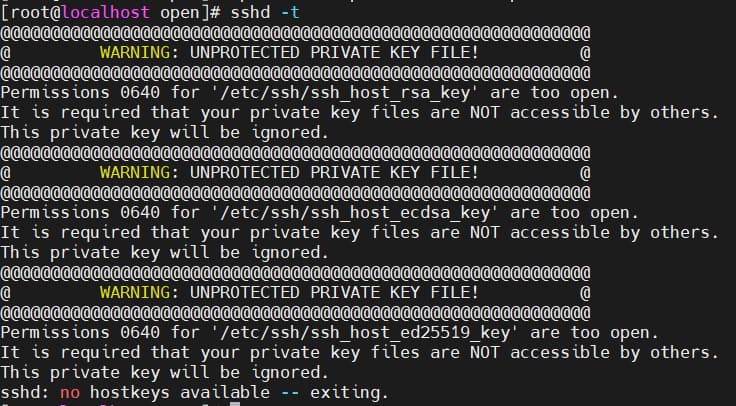 [root@localhost open]# sshd -t
@@@@@@@@@@@@@@@@@@@@@@@@@@@@@@@@@@@@@@@@@@@@@@@@@@@@@@@@@@@
@         WARNING: UNPROTECTED PRIVATE KEY FILE!          @
@@@@@@@@@@@@@@@@@@@@@@@@@@@@@@@@@@@@@@@@@@@@@@@@@@@@@@@@@@@
Permissions 0640 for '/etc/ssh/ssh_host_rsa_key' are too open.
It is required that your private key files are NOT accessible by others.
This private key will be ignored.
@@@@@@@@@@@@@@@@@@@@@@@@@@@@@@@@@@@@@@@@@@@@@@@@@@@@@@@@@@@
@         WARNING: UNPROTECTED PRIVATE KEY FILE!          @
@@@@@@@@@@@@@@@@@@@@@@@@@@@@@@@@@@@@@@@@@@@@@@@@@@@@@@@@@@@
Permissions 0640 for '/etc/ssh/ssh_host_ecdsa_key' are too open.
It is required that your private key files are NOT accessible by others.
This private key will be ignored.
@@@@@@@@@@@@@@@@@@@@@@@@@@@@@@@@@@@@@@@@@@@@@@@@@@@@@@@@@@@
@         WARNING: UNPROTECTED PRIVATE KEY FILE!          @
@@@@@@@@@@@@@@@@@@@@@@@@@@@@@@@@@@@@@@@@@@@@@@@@@@@@@@@@@@@
Permissions 0640 for '/etc/ssh/ssh_host_ed25519_key' are too open.
It is required that your private key files are NOT accessible by others.
This private key will be ignored.
sshd: no hostkeys available -- exiting.